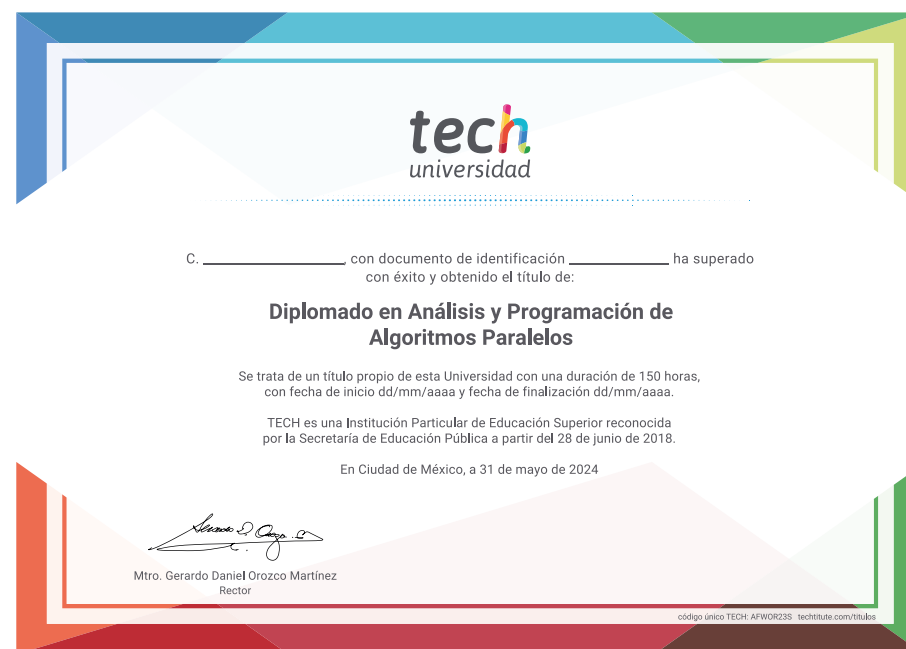 tech
universidad
C. ____________________, con documento de identificación ______________ ha superado
con éxito y obtenido el título de:
Diplomado en Análisis y Programación de
Algoritmos Paralelos
Se trata de un título propio de esta Universidad con una duración de 150 horas,
con fecha de inicio dd/mm/aaaa y fecha de finalización dd/mm/aaaa.
TECH es una Institución Particular de Educación Superior reconocida
por la Secretaría de Educación Pública a partir del 28 de junio de 2018.
En Ciudad de México, a 31 de mayo de 2024
Mtro. Gerardo Daniel Orozco Martínez
Rector
código único TECH: AFWOR23S techtitute.com/titulos